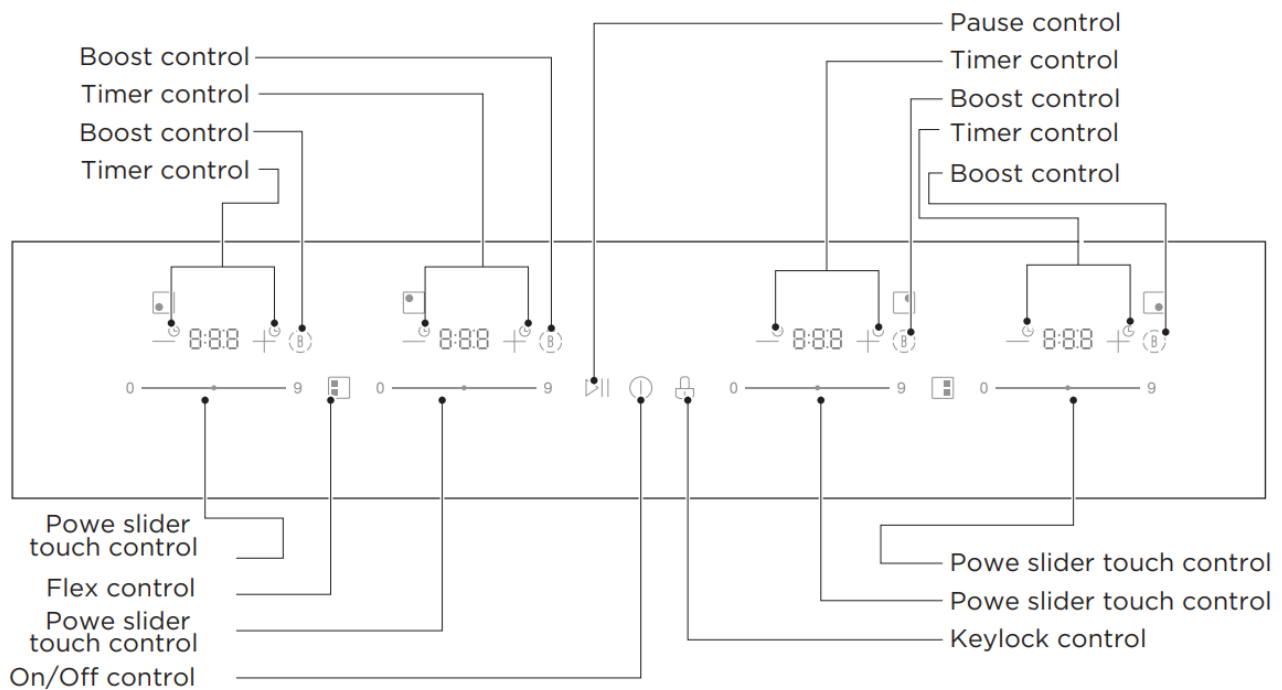 Pause control
Boost control
Timer control
Timer control
Boost control
Boost control
Timer control
Timer control
Boost control
8:8.8
B
8:8.8
B
8:8.8
B
8:8.8
B
0
9
0
9
0
9
0
9
Powe slider
touch control
Flex control
Powe slider
touch control
On/Off control
Powe slider touch control
Powe slider touch control
Keylock control